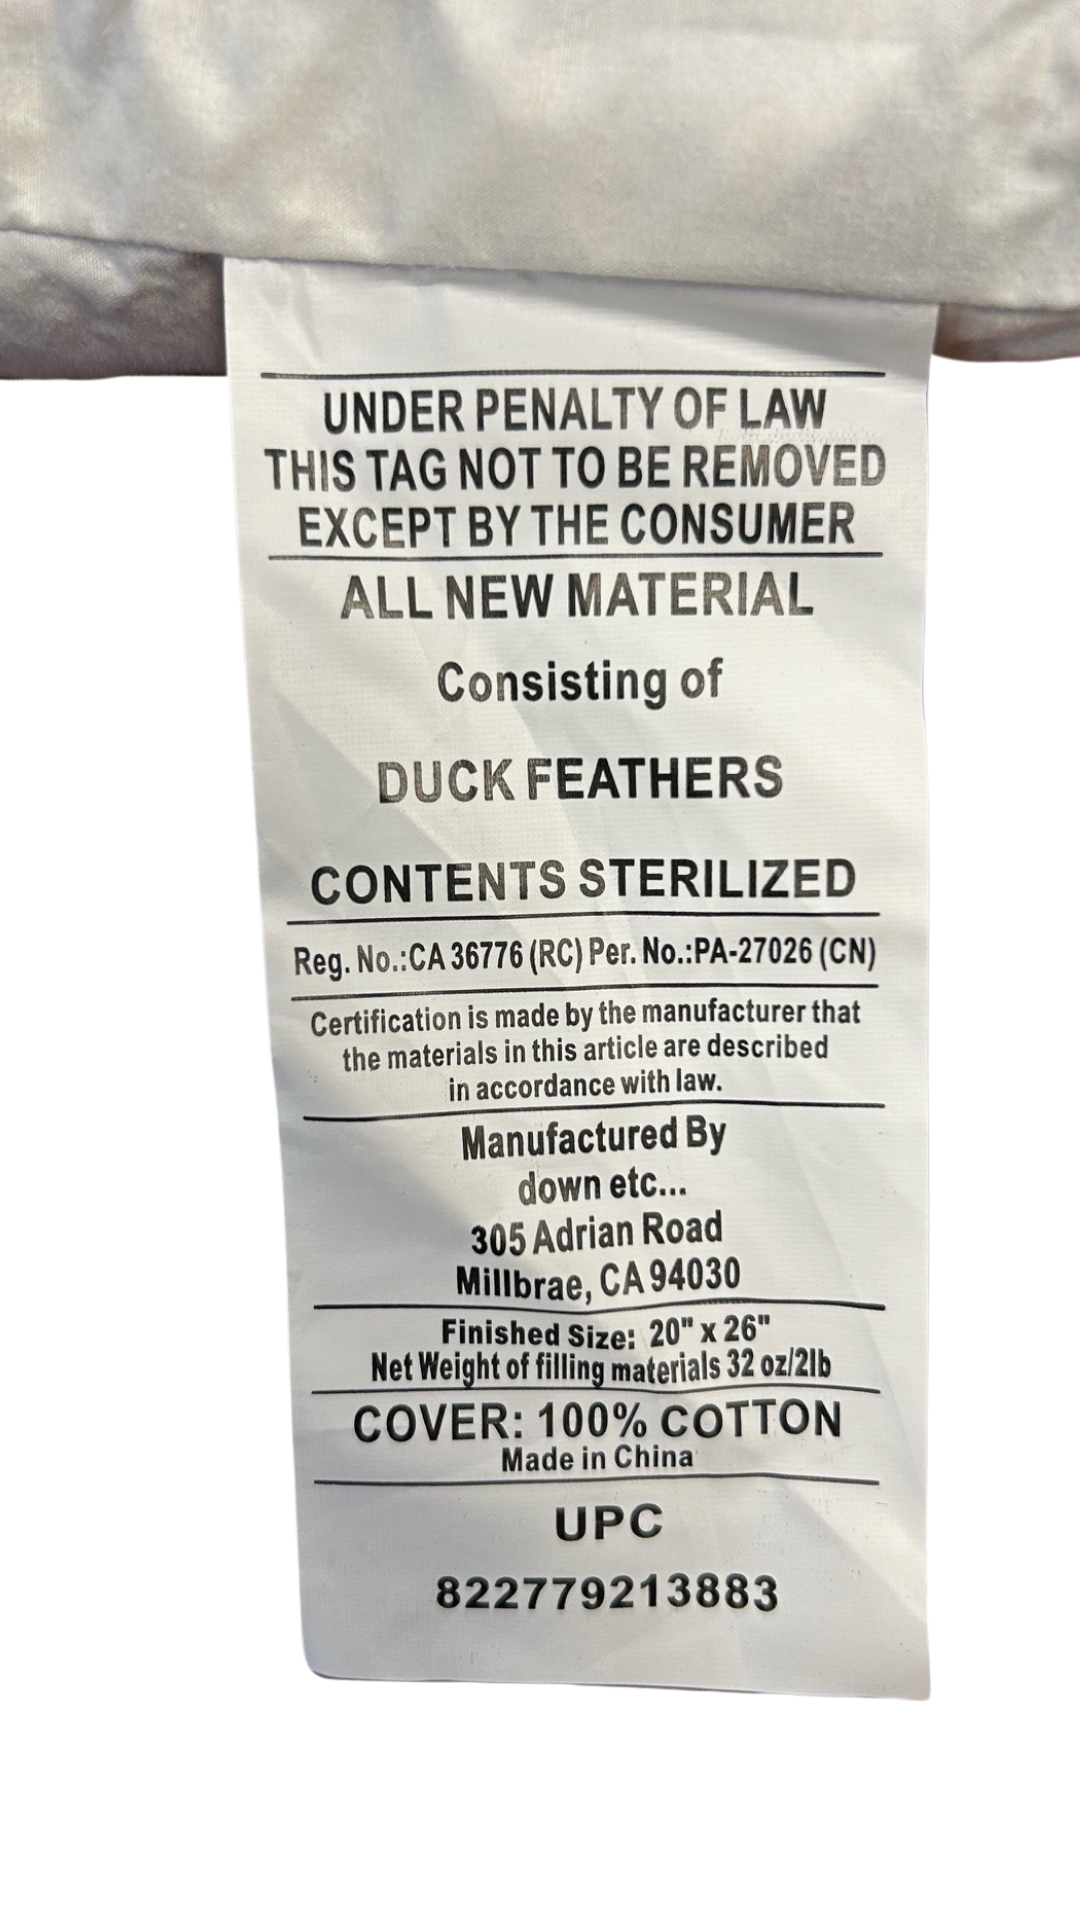 UNDER PENALTY OF LAW
THIS TAG NOT TO BE REMOVED
EXCEPT BY THE CONSUMER
ALL NEW MATERIAL
Consisting of
DUCK FEATHERS
CONTENTS STERILIZED
Reg. No.:CA 36776 (RC) Per. No.:PA-27026 (CN)
Certification is made by the manufacturer that
the materials in this article are described
in accordance with law.
Manufactured By
down etc...
305 Adrian Road
Millbrae, CA 94030
Finished Size: 20" x 26"
Net Weight of filling materials 32 oz/2lb
COVER: 100% COTTON
Made in China
UPC
822779213883